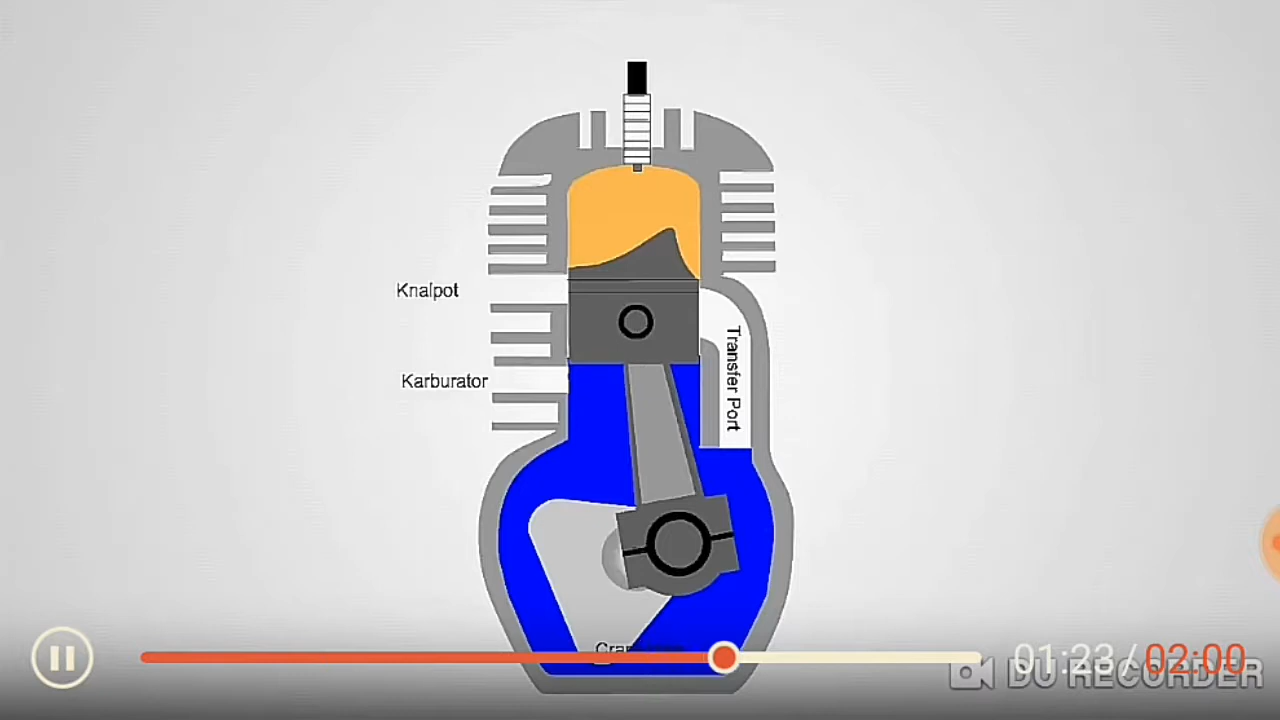 Knalpot
Karburator
Transfer Port
01:23/02:00
DU RECORDER